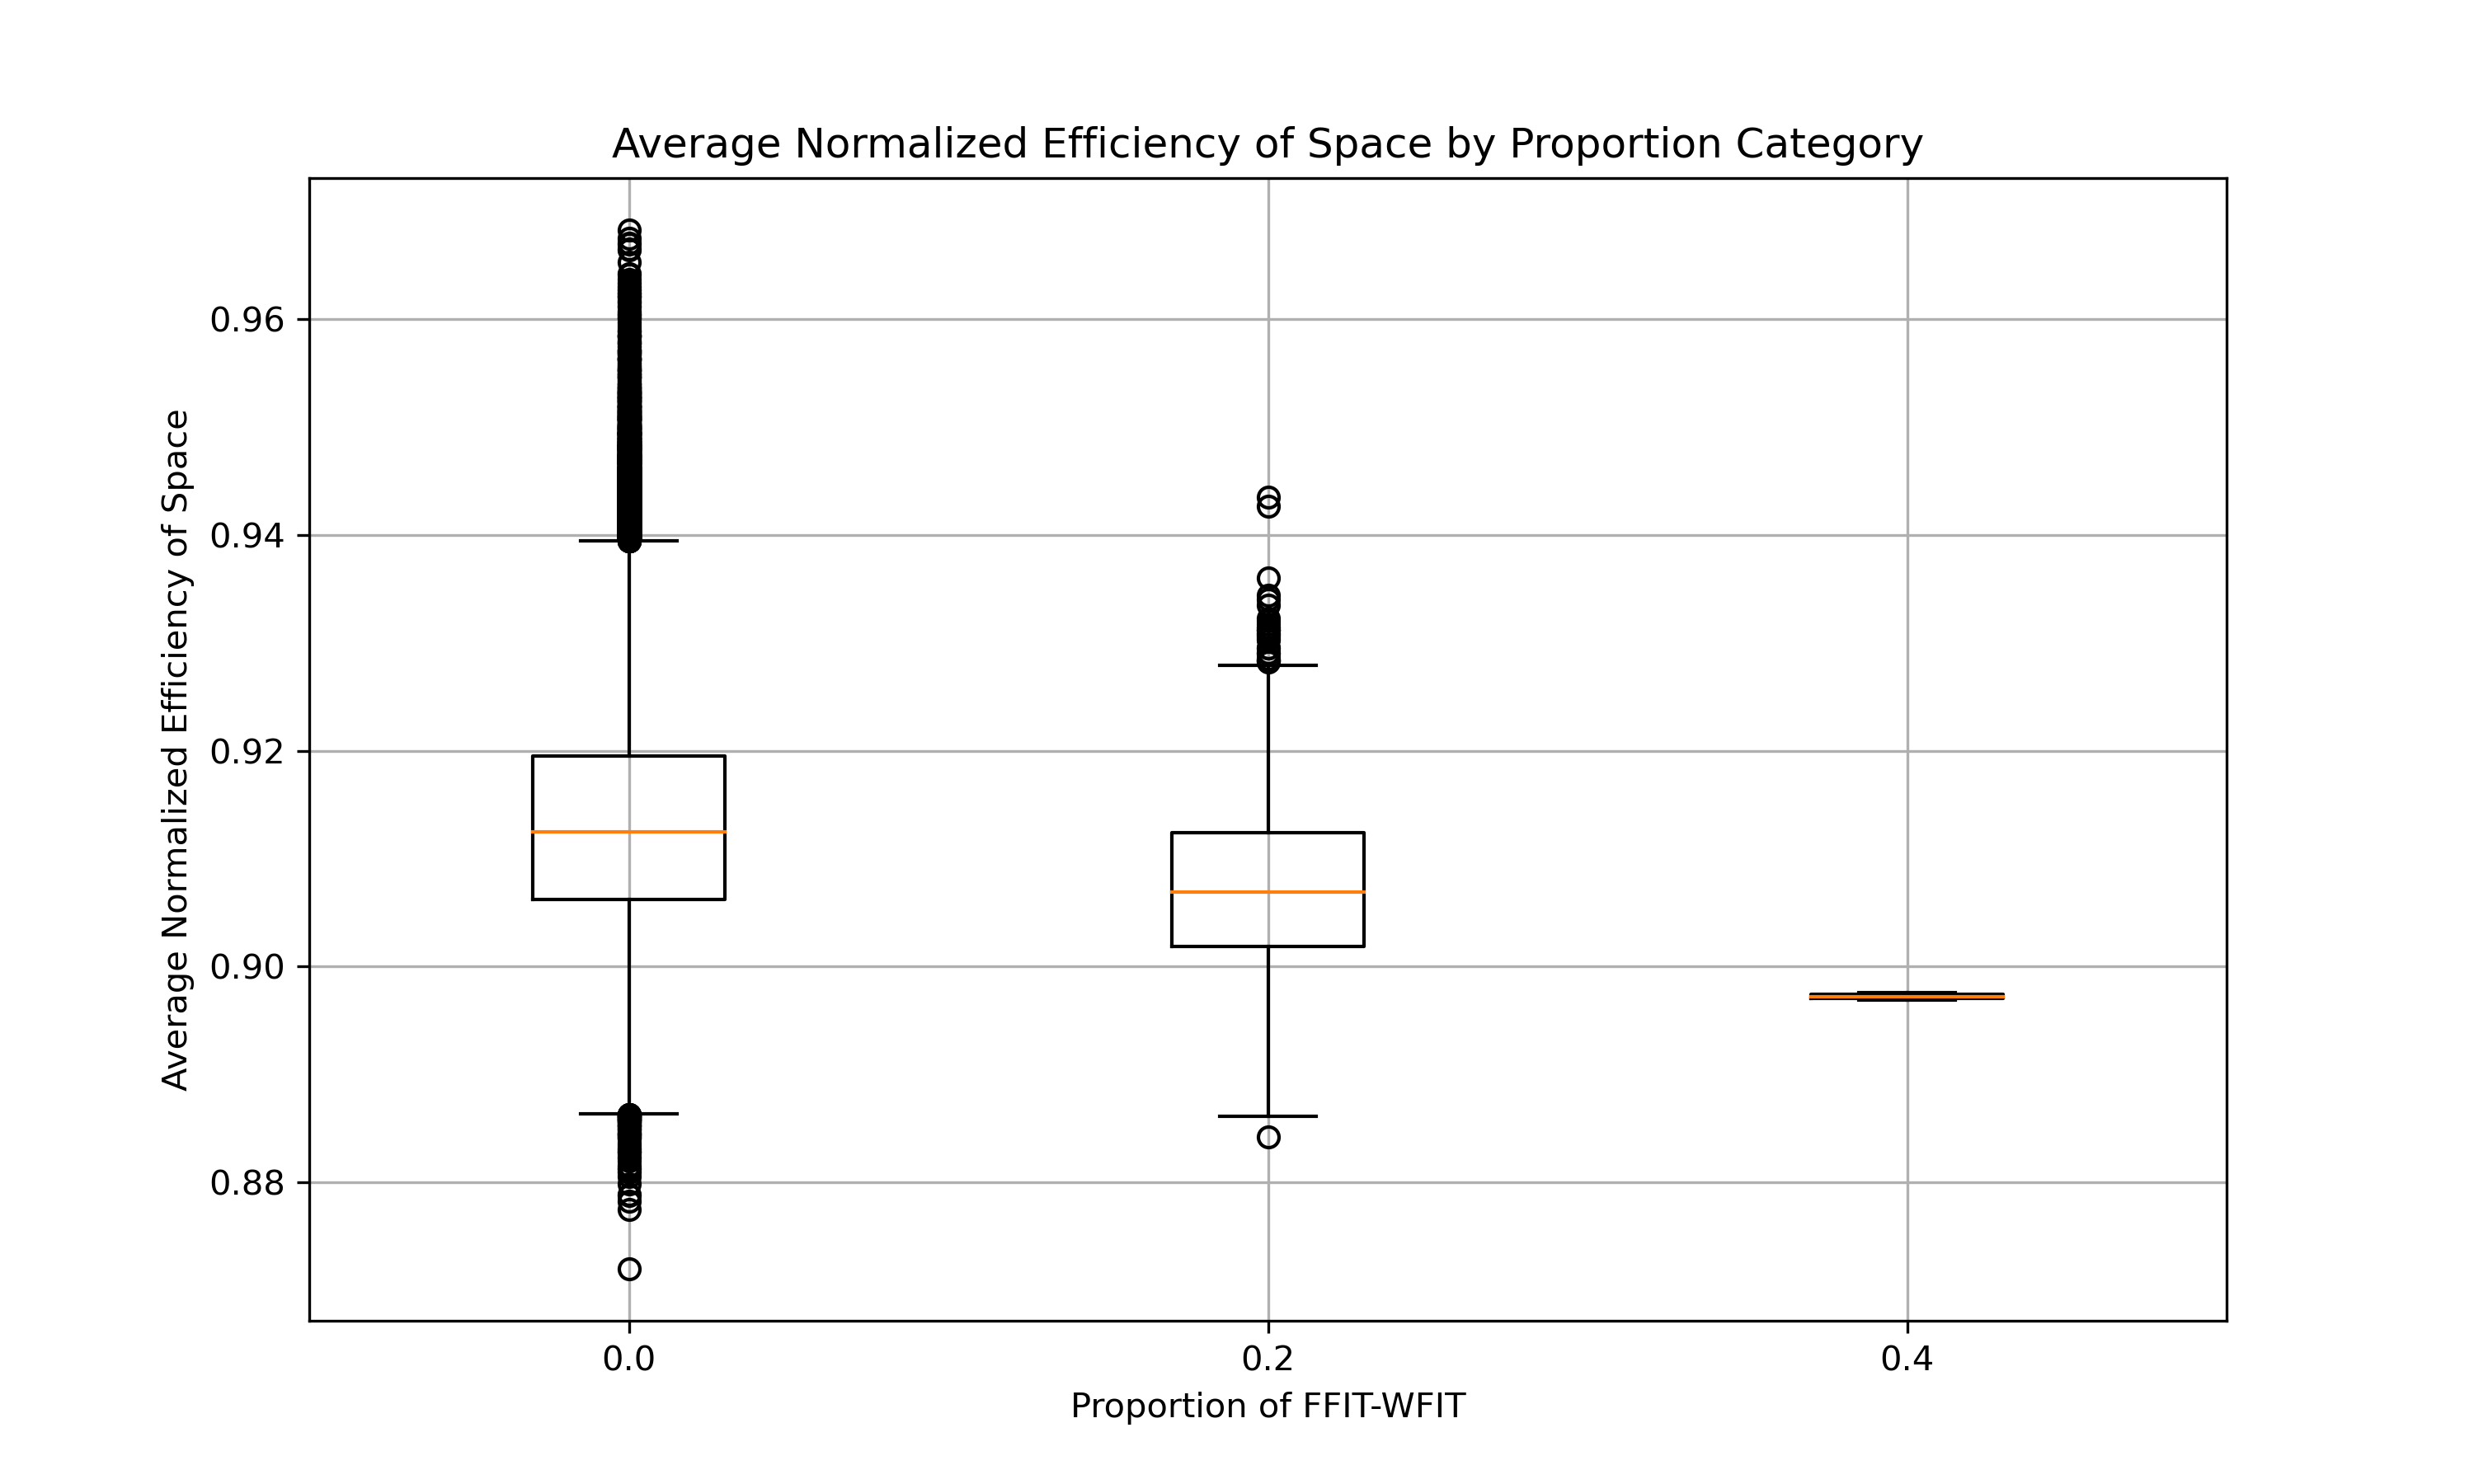 Average Normalized Efficiency of Space by Proportion Category
Average Normalized Efficiency of Space
0.96
0.94
0.92
0.90
0.88
0.0 0.2 0.4
Proportion of FFIT-WFIT